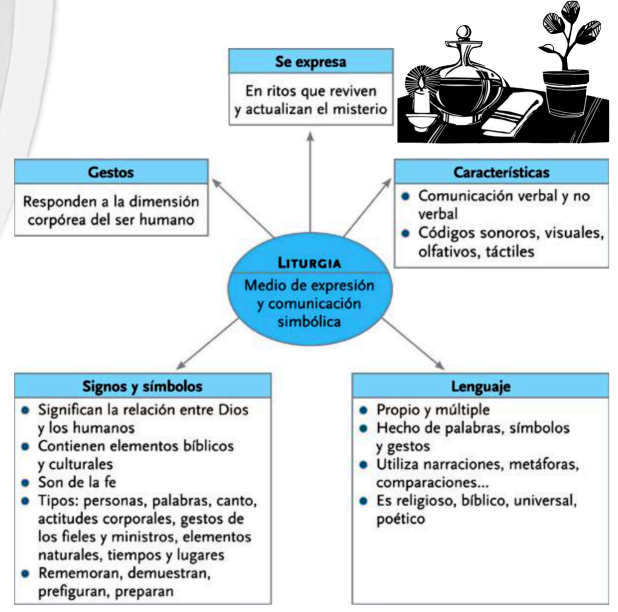 Se expresa
En ritos que reviven
y actualizan el misterio
Gestos
Responden a la dimensión
corpórea del ser humano
Características
• Comunicación verbal y no
verbal
• Códigos sonoros, visuales,
olfativos, táctiles
LITURGIA
Medio de expresión
y comunicación
simbólica
Signos y símbolos
• Significan la relación entre Dios
y los humanos
• Contienen elementos bíblicos
y culturales
• Son de la fe
• Tipos: personas, palabras, canto,
actitudes corporales, gestos de
los fieles y ministros, elementos
naturales, tiempos y lugares
• Rememoran, demuestran,
prefiguran, preparan
Lenguaje
• Propio y múltiple
• Hecho de palabras, símbolos
y gestos
• Utiliza narraciones, metáforas,
comparaciones...
• Es religioso, bíblico, universal,
poético